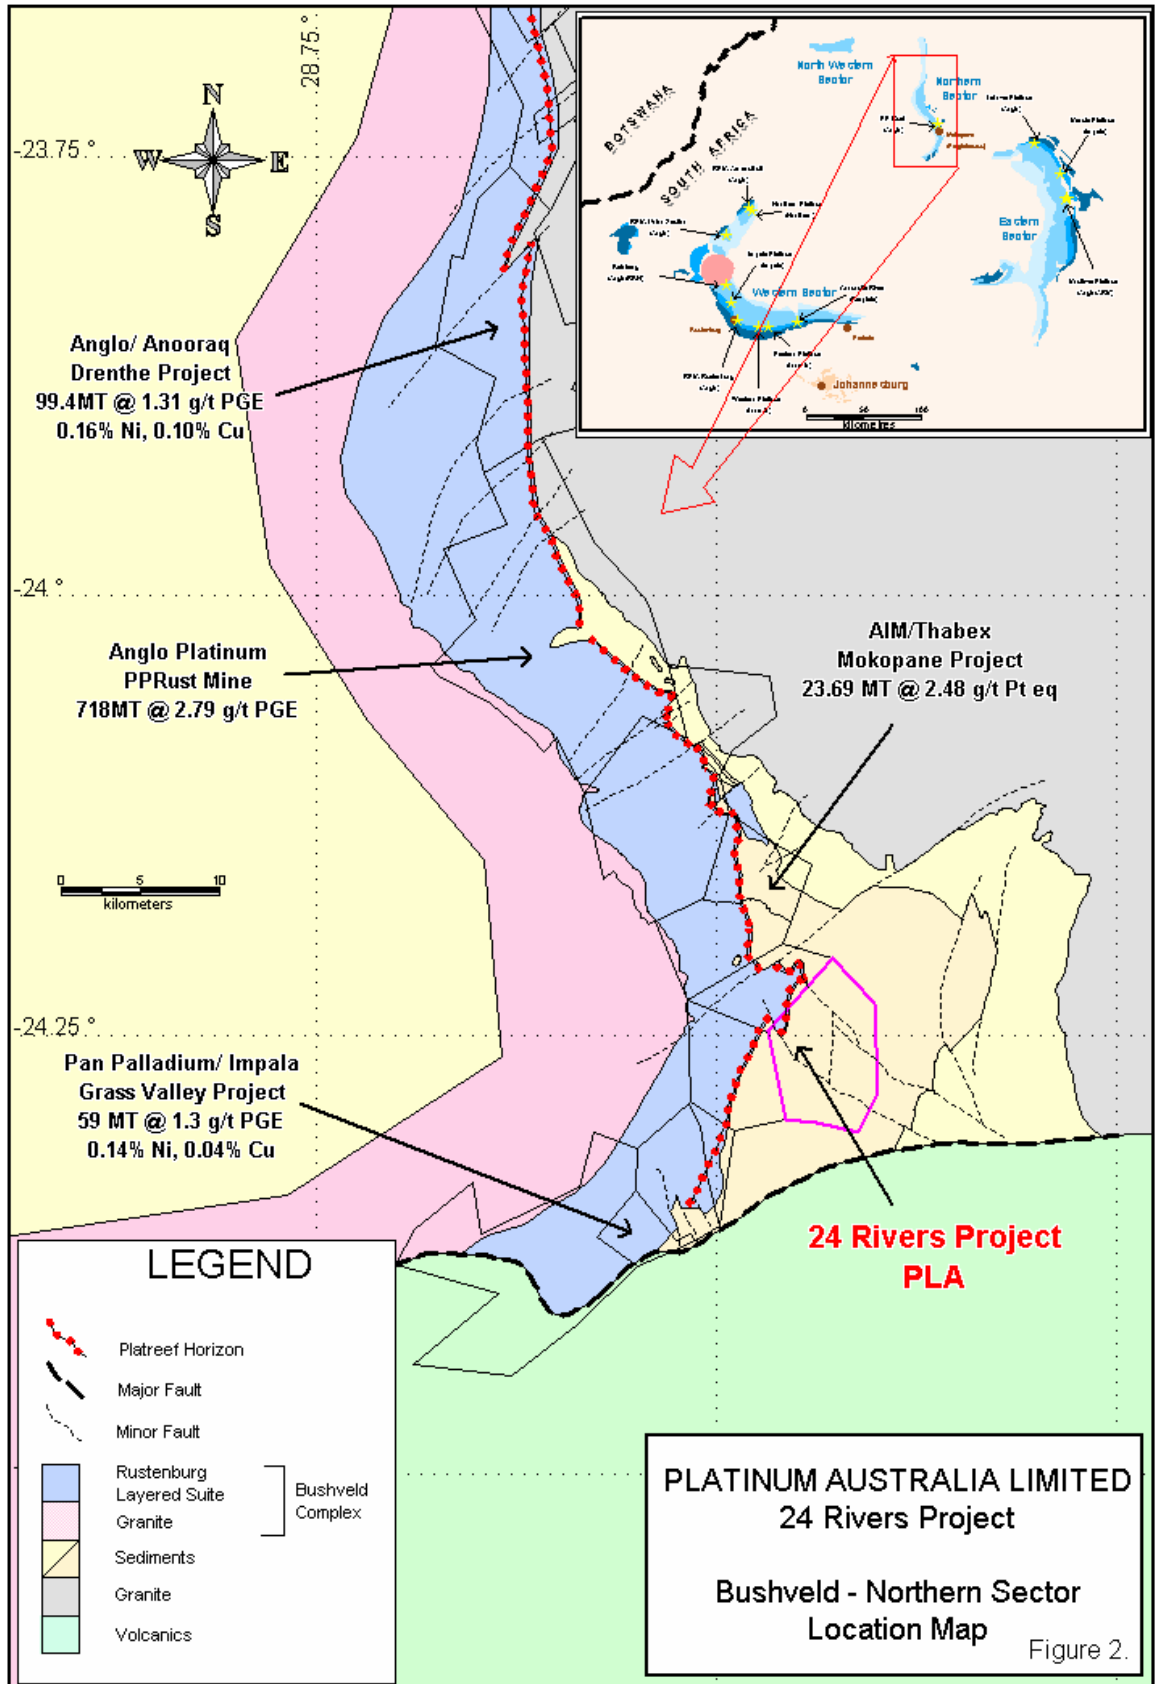 28.75°
-23.75°
N
W
E
S
BOTSWANA
SOUTH AFRICA
North Western
Sector
Northern
Sector
Eastern
Sector
Western Sector
Johannesburg
0 50 100
kilometres
Anglo/ Anooraq
Drenthe Project
99.4MT @ 1.31 g/t PGE
0.16% Ni, 0.10% Cu
-24°
Anglo Platinum
PPRust Mine
718MT @ 2.79 g/t PGE
AIM/Thabex
Mokopane Project
23.69 MT @ 2.48 g/t Pt eq
0 5 10
kilometers
-24.25°
Pan Palladium/ Impala
Grass Valley Project
59 MT @ 1.3 g/t PGE
0.14% Ni, 0.04% Cu
24 Rivers Project
PLA
LEGEND
Platreef Horizon
Major Fault
Minor Fault
Rustenburg
Layered Suite
Granite
Bushveld
Complex
Sediments
Granite
Volcanics
PLATINUM AUSTRALIA LIMITED
24 Rivers Project
Bushveld - Northern Sector
Location Map
Figure 2.